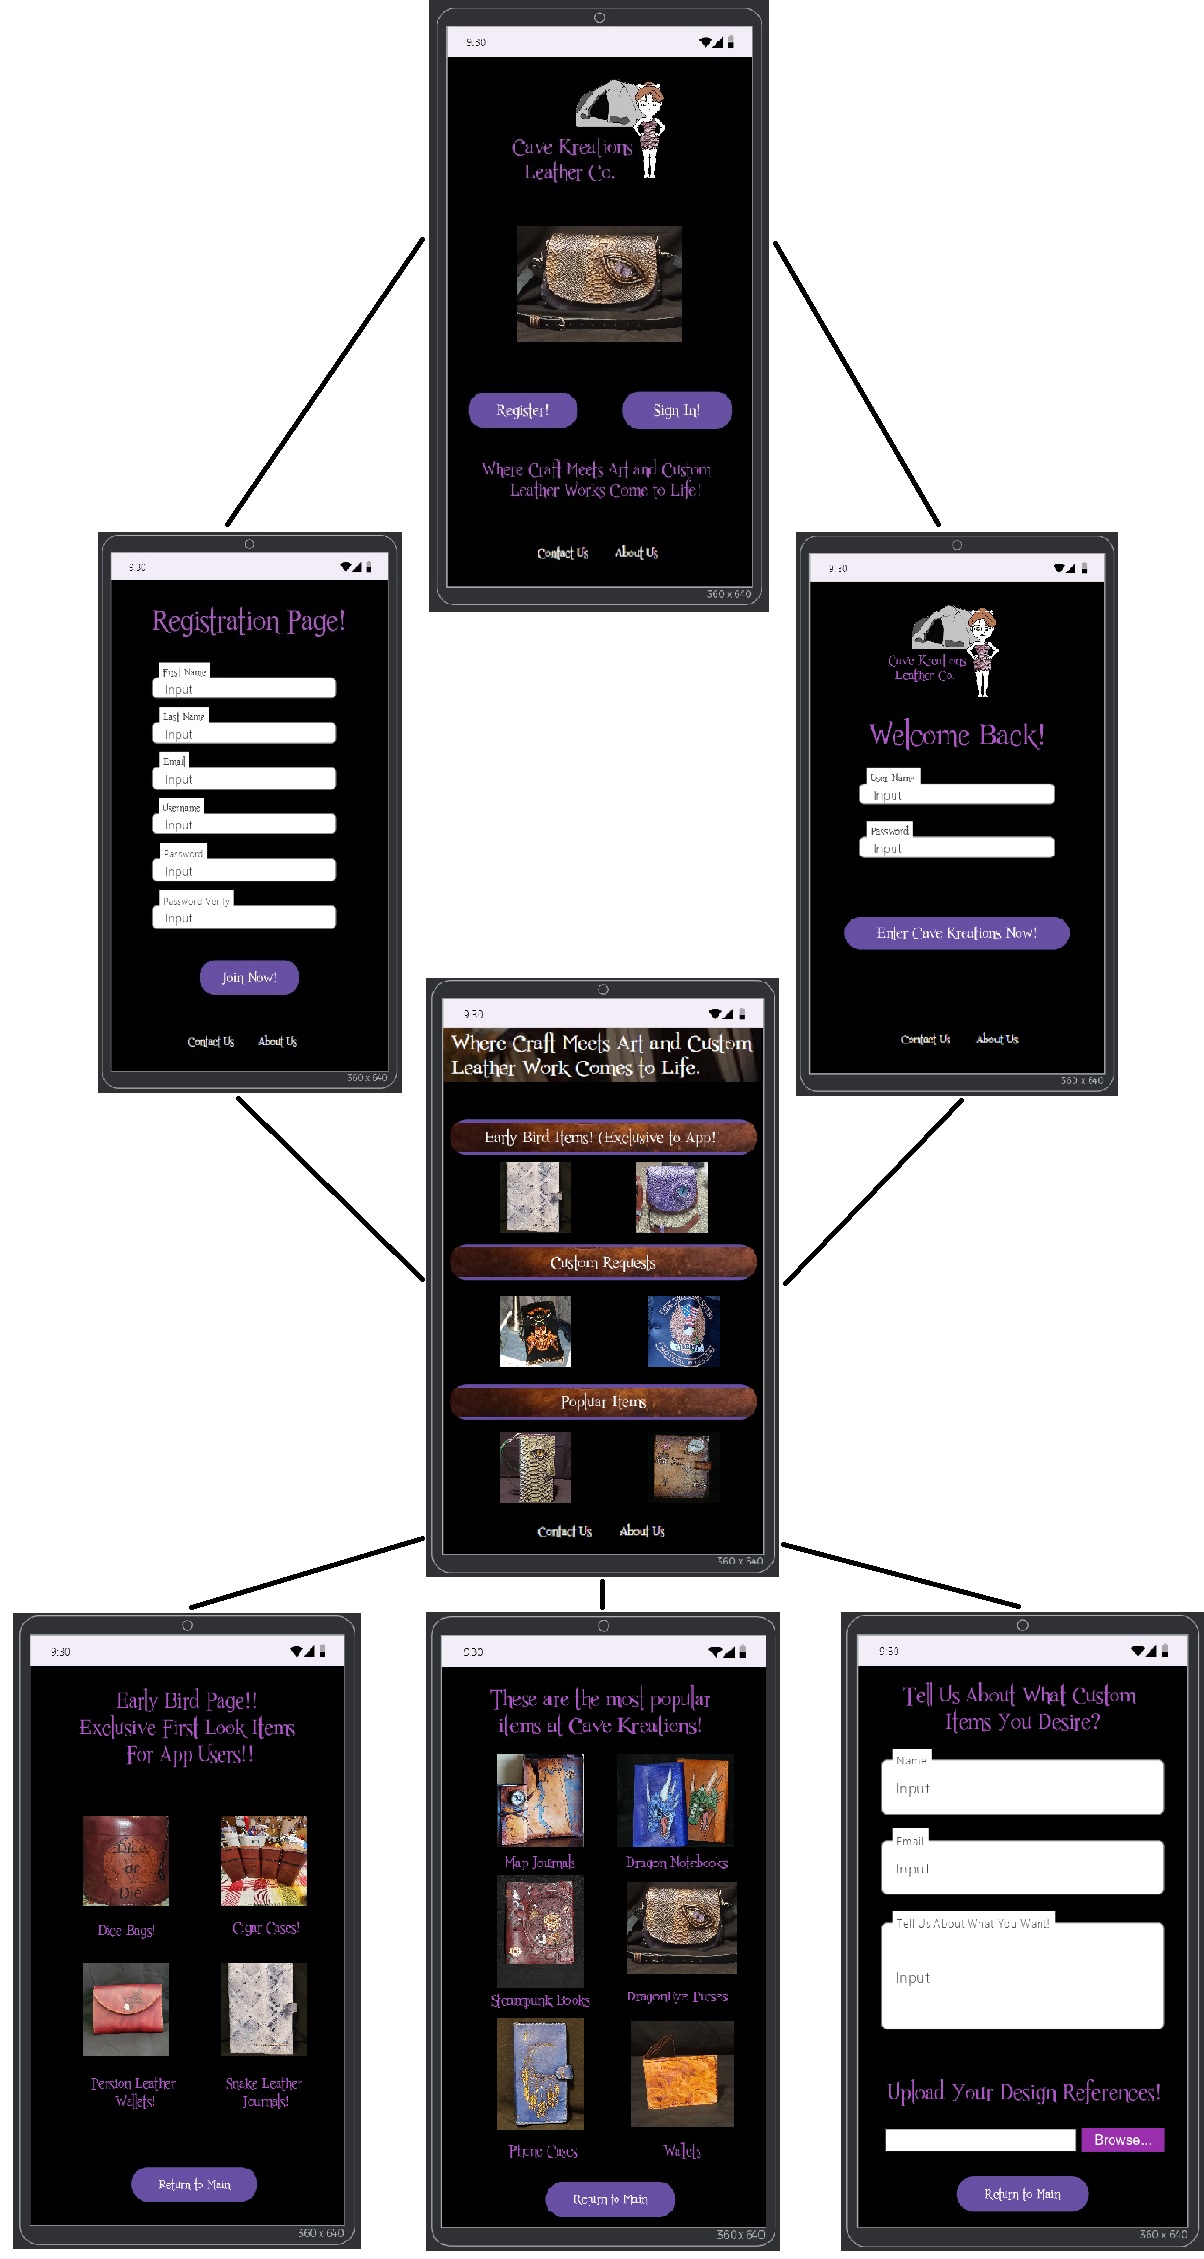 9:30
Cave Kreations
Leather Co.
Register!
Sign In!
Where Craft Meets Art and Custom
Leather Works Come to Life!
Contact Us
About Us
360 x 640
9:30
Registration Page!
First Name
Input
Last Name
Input
Email
Input
Username
Input
Password
Input
Password Verify
Input
Join Now!
Contact Us
About Us
360 x 640
9:30
Cave Kreations
Leather Co.
Welcome Back!
User Name
Input
Password
Input
Enter Cave Kreations Now!
Contact Us
About Us
360 x 640
9:30
Where Craft Meets Art and Custom
Leather Work Comes to Life.
Early Bird Items! (Exclusive to App!
Custom Requests
Popluar Items
Contact Us
About Us
360 x 640
9:30
Early Bird Page!!
Exclusive First Look Items
For App Users!!
Dice
or
Die
Dice Bags!
Cigar Cases!
Persion Leather
Wallets!
Snake Leather
Journals!
Return to Main
360 x 640
9:30
These are the most popular
items at Cave Kreations!
Map Journals
Dragon Notebooks
Steampunk Books
DragonEye Purses
Phone Cases
Wallets
Return to Main
360 x 640
9:30
Tell Us About What Custom
Items You Desire?
Name
Input
Email
Input
Tell Us About What You Want!
Input
Upload Your Design References!
Browse...
Return to Main
360 x 640